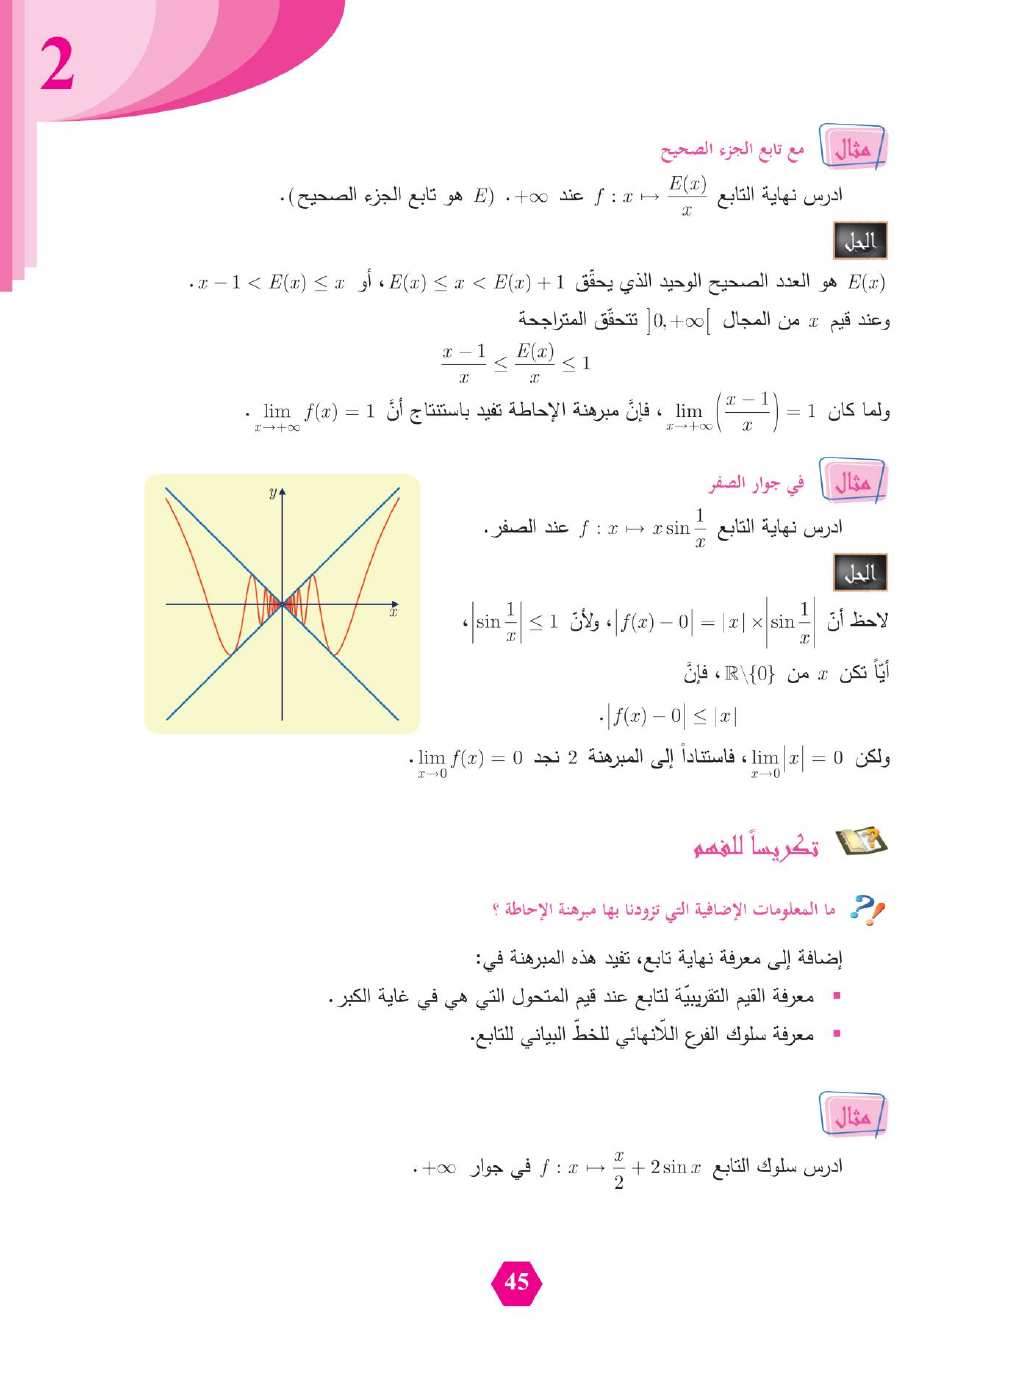 2
مثال مع تابع الجزء الصحيح
ادرس نهاية التابع f : x ↦ E(x)/x عند +∞. (E هو تابع الجزء الصحيح).
الحل
E(x) هو العدد الصحيح الوحيد الذي يحقّق E(x) ≤ x < E(x) + 1، أو x − 1 < E(x) ≤ x.
وعند قيم x من المجال ]0,+∞[ تتحقّق المتراجحة
(x − 1)/x ≤ E(x)/x ≤ 1
ولما كان lim x→+∞ ((x − 1)/x) = 1، فإنَّ مبرهنة الإحاطة تفيد باستنتاج أنَّ lim x→+∞ f(x) = 1.
مثال في جوار الصفر
ادرس نهاية التابع f : x ↦ x sin 1/x عند الصفر.
الحل
y
x
لاحظ أنّ |f(x) − 0| = |x| × |sin 1/x|، ولأنّ |sin 1/x| ≤ 1،
أيّاً تكن x من ℝ\{0}، فإنَّ
|f(x) − 0| ≤ |x|.
ولكن lim x→0 |x| = 0، فاستناداً إلى المبرهنة 2 نجد lim x→0 f(x) = 0.
تكريساً للفهم
ما المعلومات الإضافية التي تزودنا بها مبرهنة الإحاطة ؟
إضافة إلى معرفة نهاية تابع، تفيد هذه المبرهنة في:
▪ معرفة القيم التقريبيّة لتابع عند قيم المتحول التي هي في غاية الكبر.
▪ معرفة سلوك الفرع اللّانهائي للخطّ البياني للتابع.
مثال
ادرس سلوك التابع f : x ↦ x/2 + 2 sin x في جوار +∞.
45